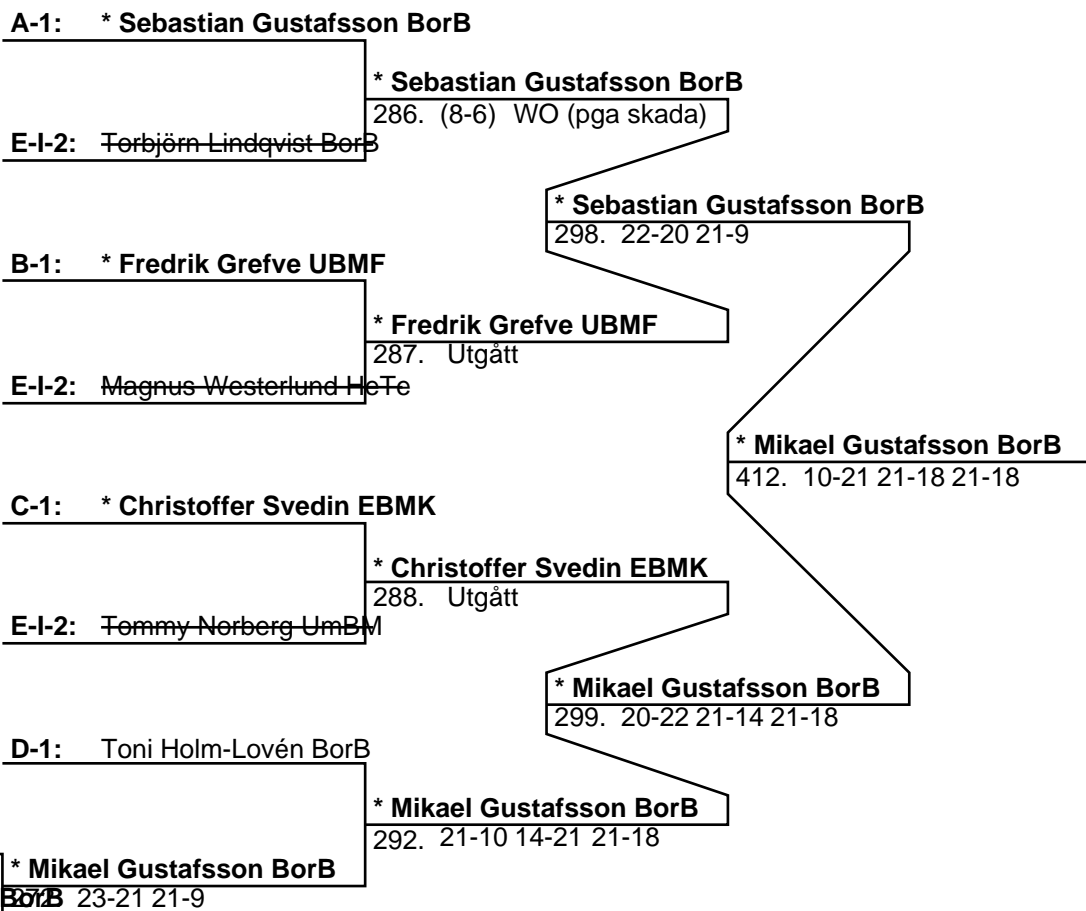 A-1: * Sebastian Gustafsson BorB
* Sebastian Gustafsson BorB
286. (8-6) WO (pga skada)
E-I-2: Torbjörn Lindqvist BorB
* Sebastian Gustafsson BorB
298. 22-20 21-9
B-1: * Fredrik Grefve UBMF
* Fredrik Grefve UBMF
287. Utgått
E-I-2: Magnus Westerlund HeTe
* Mikael Gustafsson BorB
412. 10-21 21-18 21-18
C-1: * Christoffer Svedin EBMK
* Christoffer Svedin EBMK
288. Utgått
E-I-2: Tommy Norberg UmBM
* Mikael Gustafsson BorB
299. 20-22 21-14 21-18
D-1: Toni Holm-Lovén BorB
* Mikael Gustafsson BorB
292. 21-10 14-21 21-18
* Mikael Gustafsson BorB
BorB 23-21 21-9